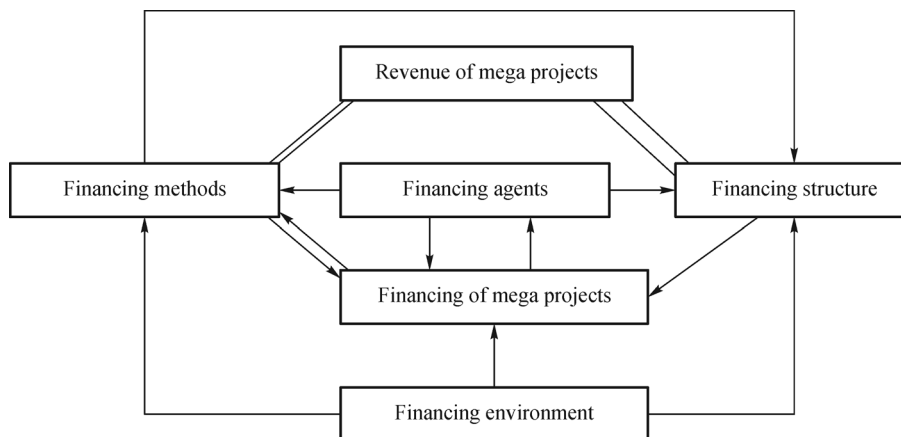 Revenue of mega projects
Financing methods
Financing agents
Financing structure
Financing of mega projects
Financing environment